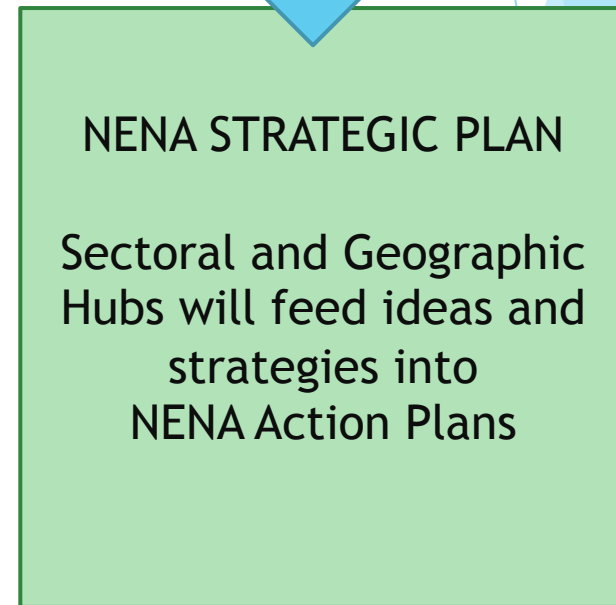 NENA STRATEGIC PLAN
Sectoral and Geographic
Hubs will feed ideas and
strategies into
NENA Action Plans